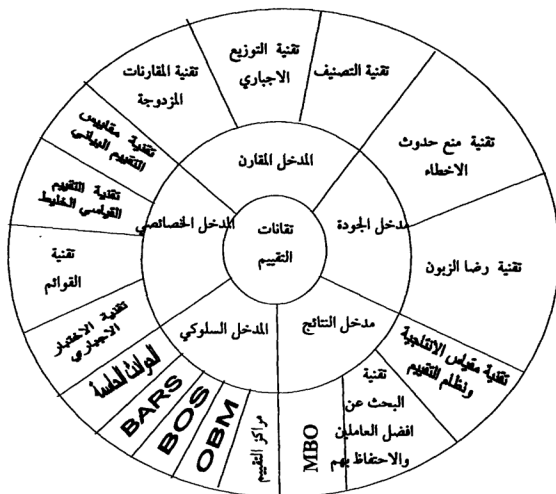 تقنية التوزيع
الاجباري
تقنية التصنيف
تقنية المقارنات
المزدوجة
تقنية منع حدوث
الاخطاء
تقنية مقاييس
التقييم البياني
المدخل المقارن
تقنية التقييم
القياسي الخليط
المدخل الخصائصي
تقانات
التقييم
مدخل الجودة
تقنية رضا الزبون
تقنية
القوائم
تقنية الاختبار
الاجباري
المدخل السلوكي
مدخل النتائج
تقنية مقياس الانتاجية
ونظام التقييم
الحوادث الحاسمة
BARS
BOS
OBM
مراكز التقييم
MBO
تقنية
البحث عن
افضل العاملين
والاحتفاظ بهم